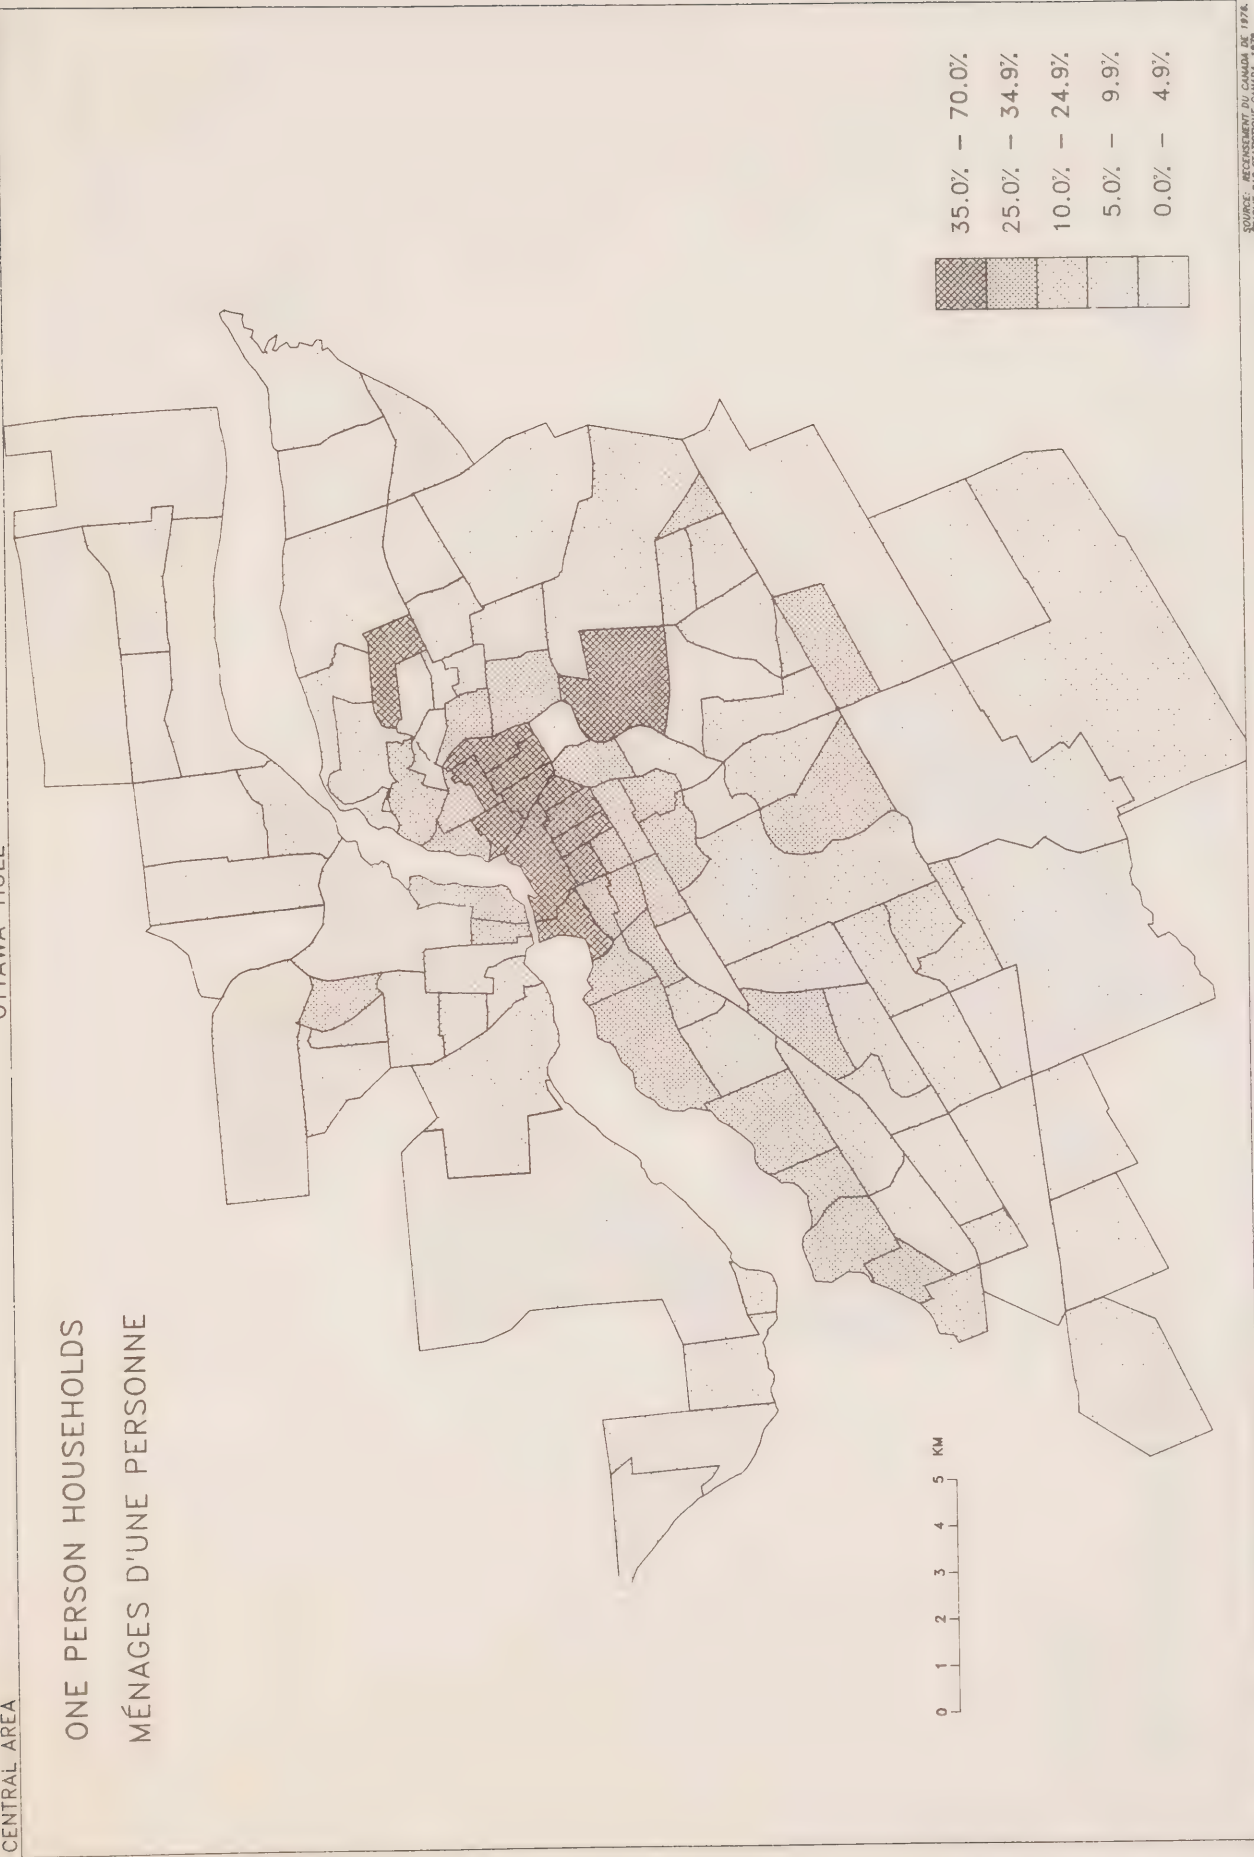 CENTRAL AREA
OTTAWA-HULL
ONE PERSON HOUSEHOLDS
MÉNAGES D'UNE PERSONNE
35.0% – 70.0%
25.0% – 34.9%
10.0% – 24.9%
5.0% – 9.9%
0.0% – 4.9%
0 1 2 3 4 5 KM
SOURCE: RECENSEMENT DU CANADA DE 1976.